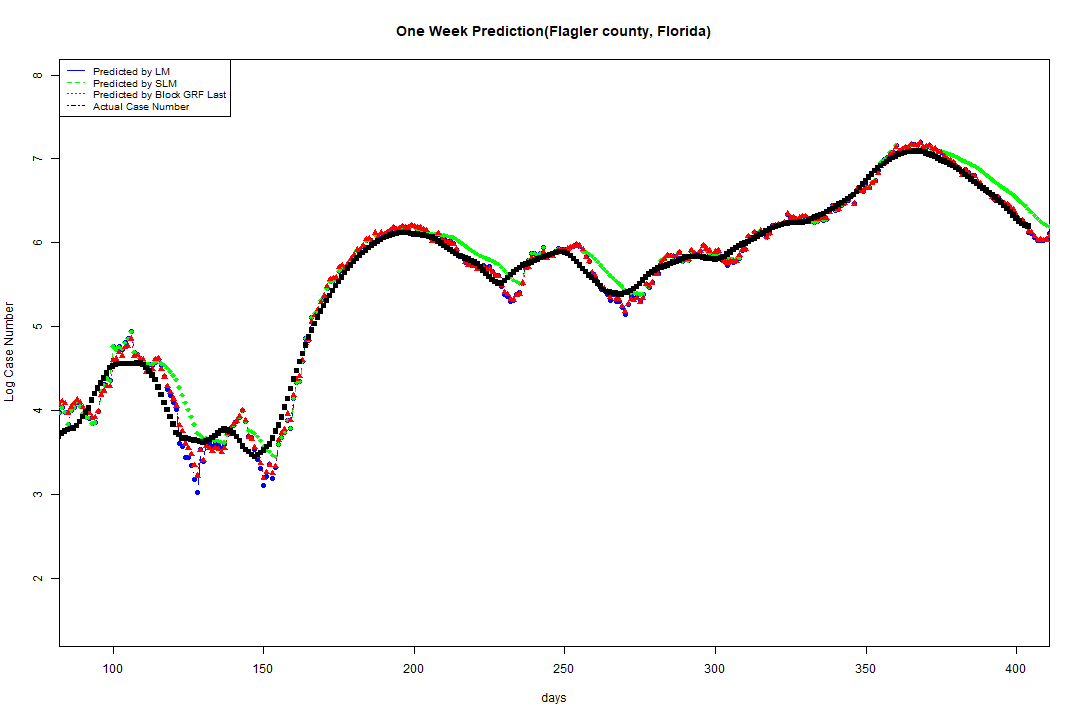 One Week Prediction(Flagler county, Florida)
Predicted by LM
Predicted by SLM
Predicted by Block GRF Last
Actual Case Number
8
7
6
5
4
3
2
Log Case Number
100 150 200 250 300 350 400
days